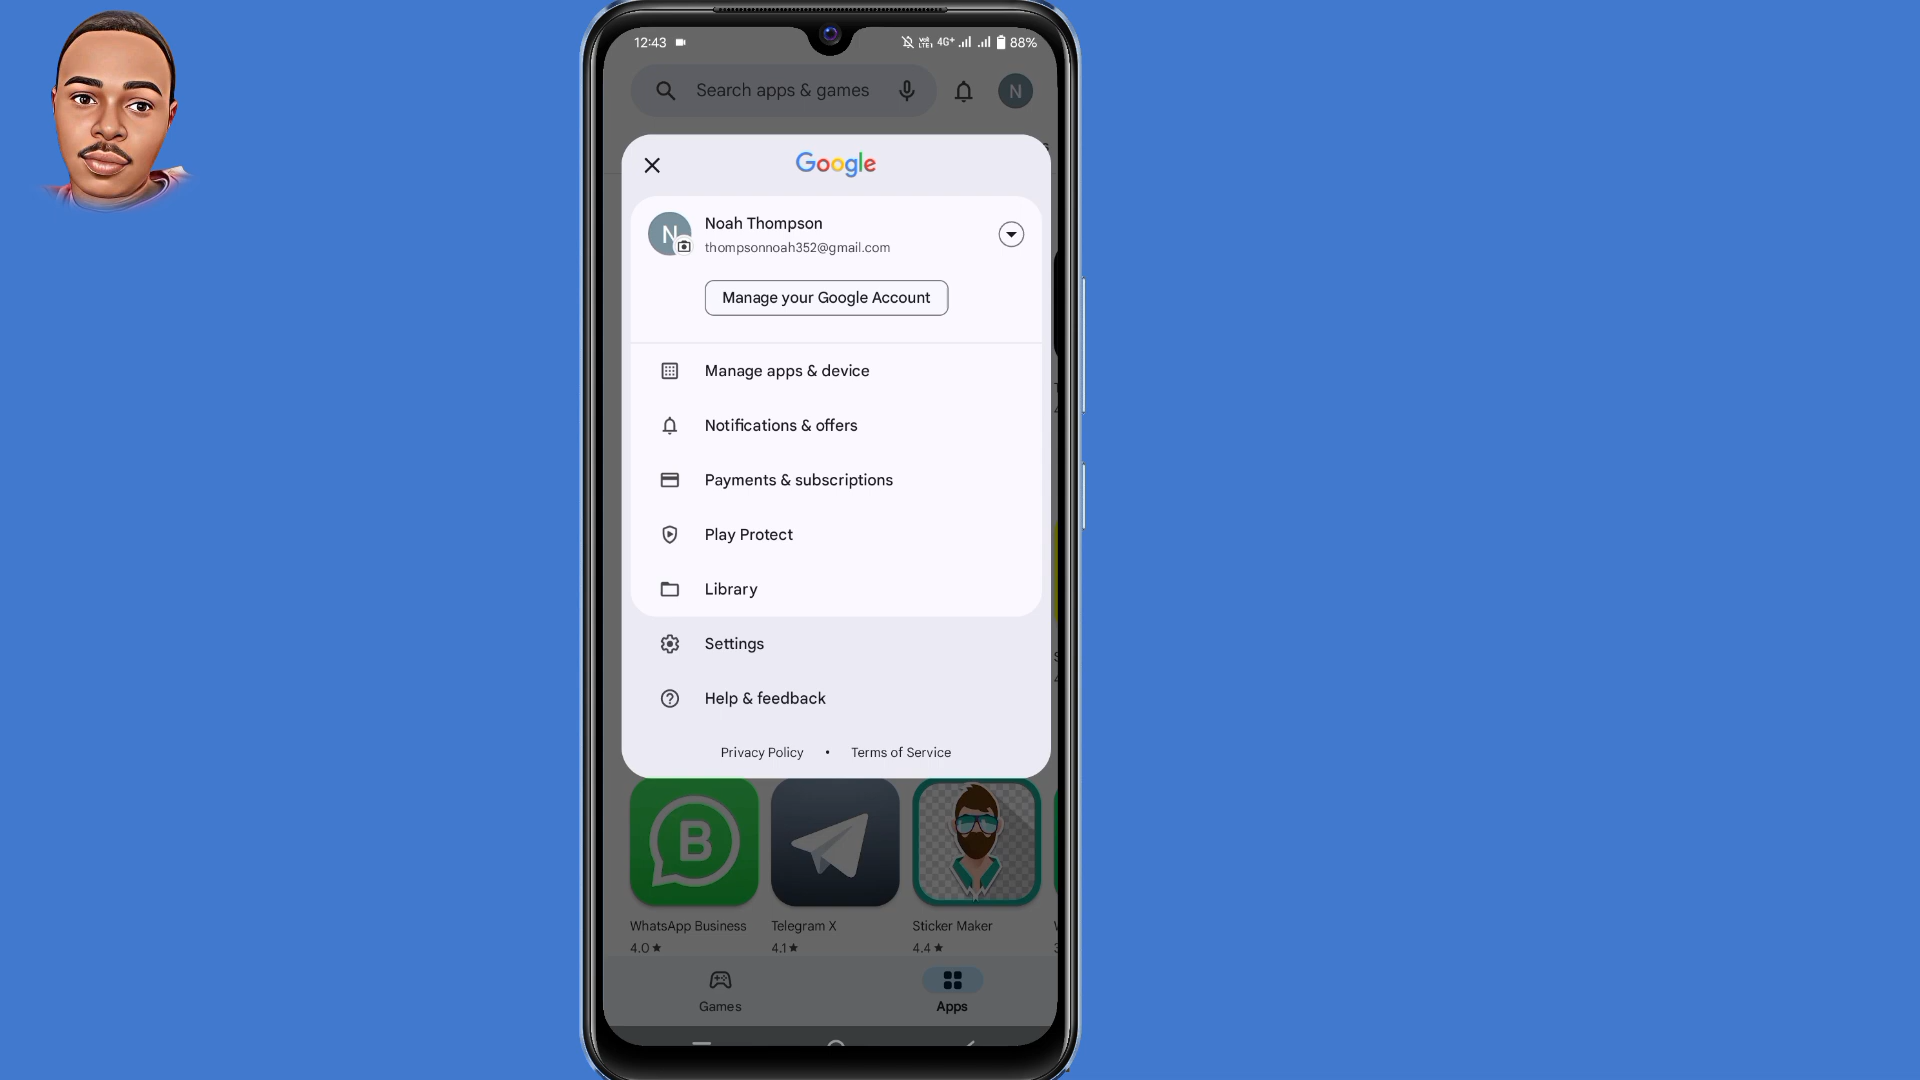 12:43
4G+ 88%
Search apps & games
N
Google
N
Noah Thompson
thompsonnoah352@gmail.com
Manage your Google Account
Manage apps & device
Notifications & offers
Payments & subscriptions
Play Protect
Library
Settings
Help & feedback
Privacy Policy • Terms of Service
B
WhatsApp Business Telegram X Sticker Maker
4.0★ 4.1★ 4.4★
Games Apps